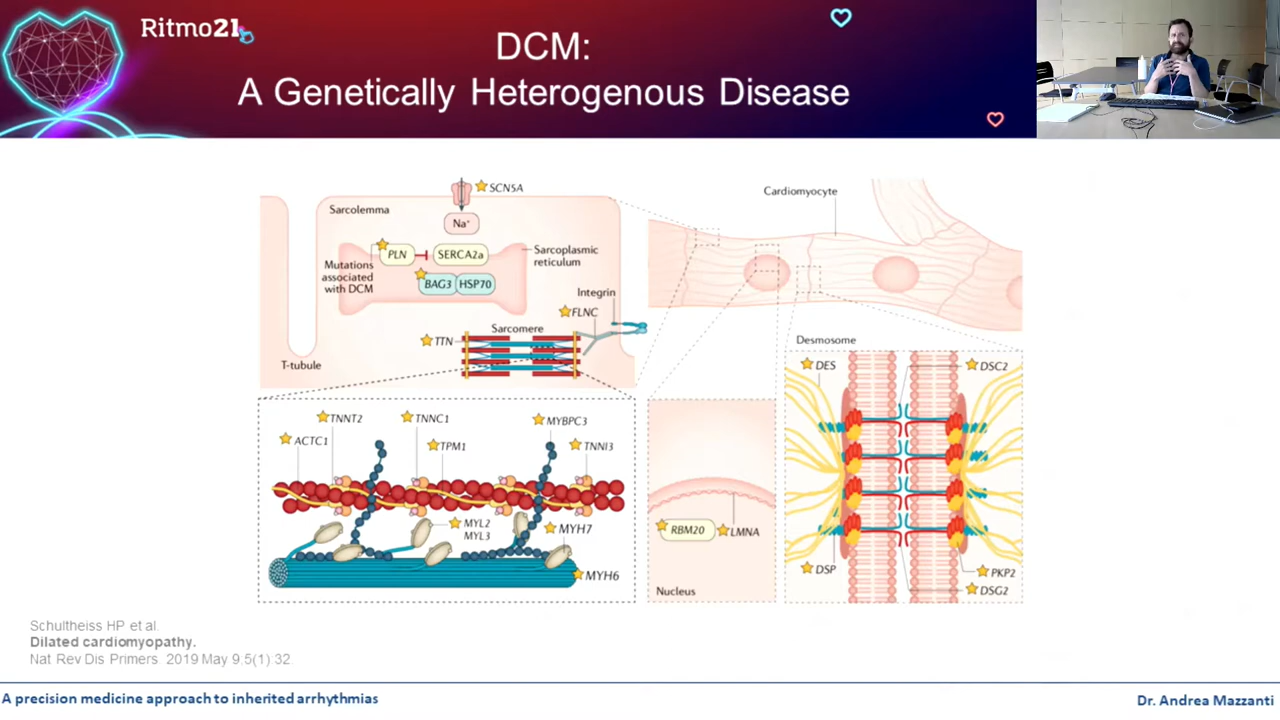 Ritmo21
DCM:
A Genetically Heterogenous Disease
SCN5A
Sarcolemma
Na⁺
PLN
SERCA2a
Sarcoplasmic
reticulum
Mutations
associated
with DCM
BAG3
HSP70
Integrin
FLNC
Sarcomere
TTN
T-tubule
Cardiomyocyte
TNNT2
TNNC1
MYBPC3
ACTC1
TPM1
TNNI3
MYL2
MYL3
MYH7
MYH6
RBM20
LMNA
Nucleus
Desmosome
DES
DSC2
DSP
PKP2
DSG2
Schultheiss HP et al.
Dilated cardiomyopathy.
Nat Rev Dis Primers. 2019 May 9;5(1):32.
A precision medicine approach to inherited arrhythmias
Dr. Andrea Mazzanti